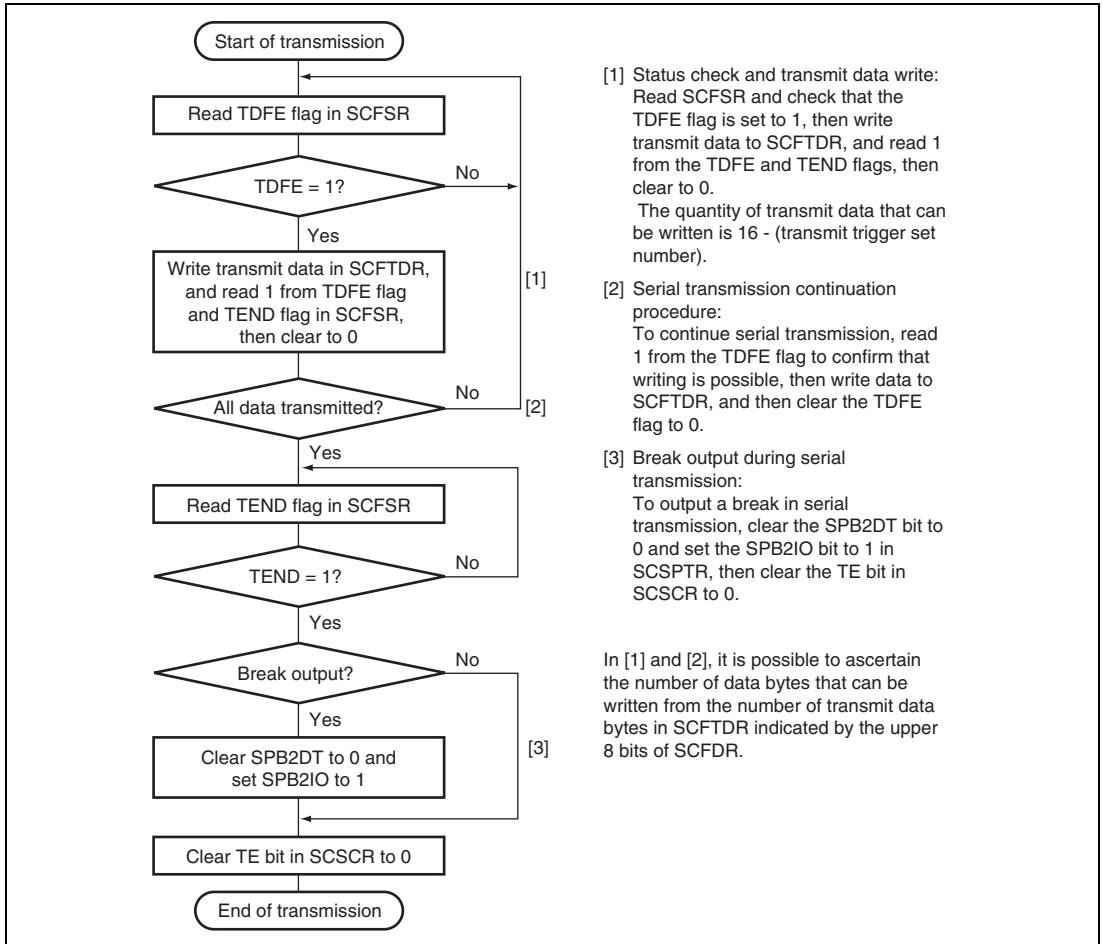 Start of transmission
Read TDFE flag in SCFSR
TDFE = 1?
No
Yes
Write transmit data in SCFTDR,
and read 1 from TDFE flag
and TEND flag in SCFSR,
then clear to 0
[1]
All data transmitted?
No
[2]
Yes
Read TEND flag in SCFSR
TEND = 1?
No
Yes
Break output?
No
Yes
Clear SPB2DT to 0 and
set SPB2IO to 1
[3]
Clear TE bit in SCSCR to 0
End of transmission
[1] Status check and transmit data write:
Read SCFSR and check that the
TDFE flag is set to 1, then write
transmit data to SCFTDR, and read 1
from the TDFE and TEND flags, then
clear to 0.
The quantity of transmit data that can
be written is 16 - (transmit trigger set
number).
[2] Serial transmission continuation
procedure:
To continue serial transmission, read
1 from the TDFE flag to confirm that
writing is possible, then write data to
SCFTDR, and then clear the TDFE
flag to 0.
[3] Break output during serial
transmission:
To output a break in serial
transmission, clear the SPB2DT bit to
0 and set the SPB2IO bit to 1 in
SCSPTR, then clear the TE bit in
SCSCR to 0.
In [1] and [2], it is possible to ascertain
the number of data bytes that can be
written from the number of transmit data
bytes in SCFTDR indicated by the upper
8 bits of SCFDR.